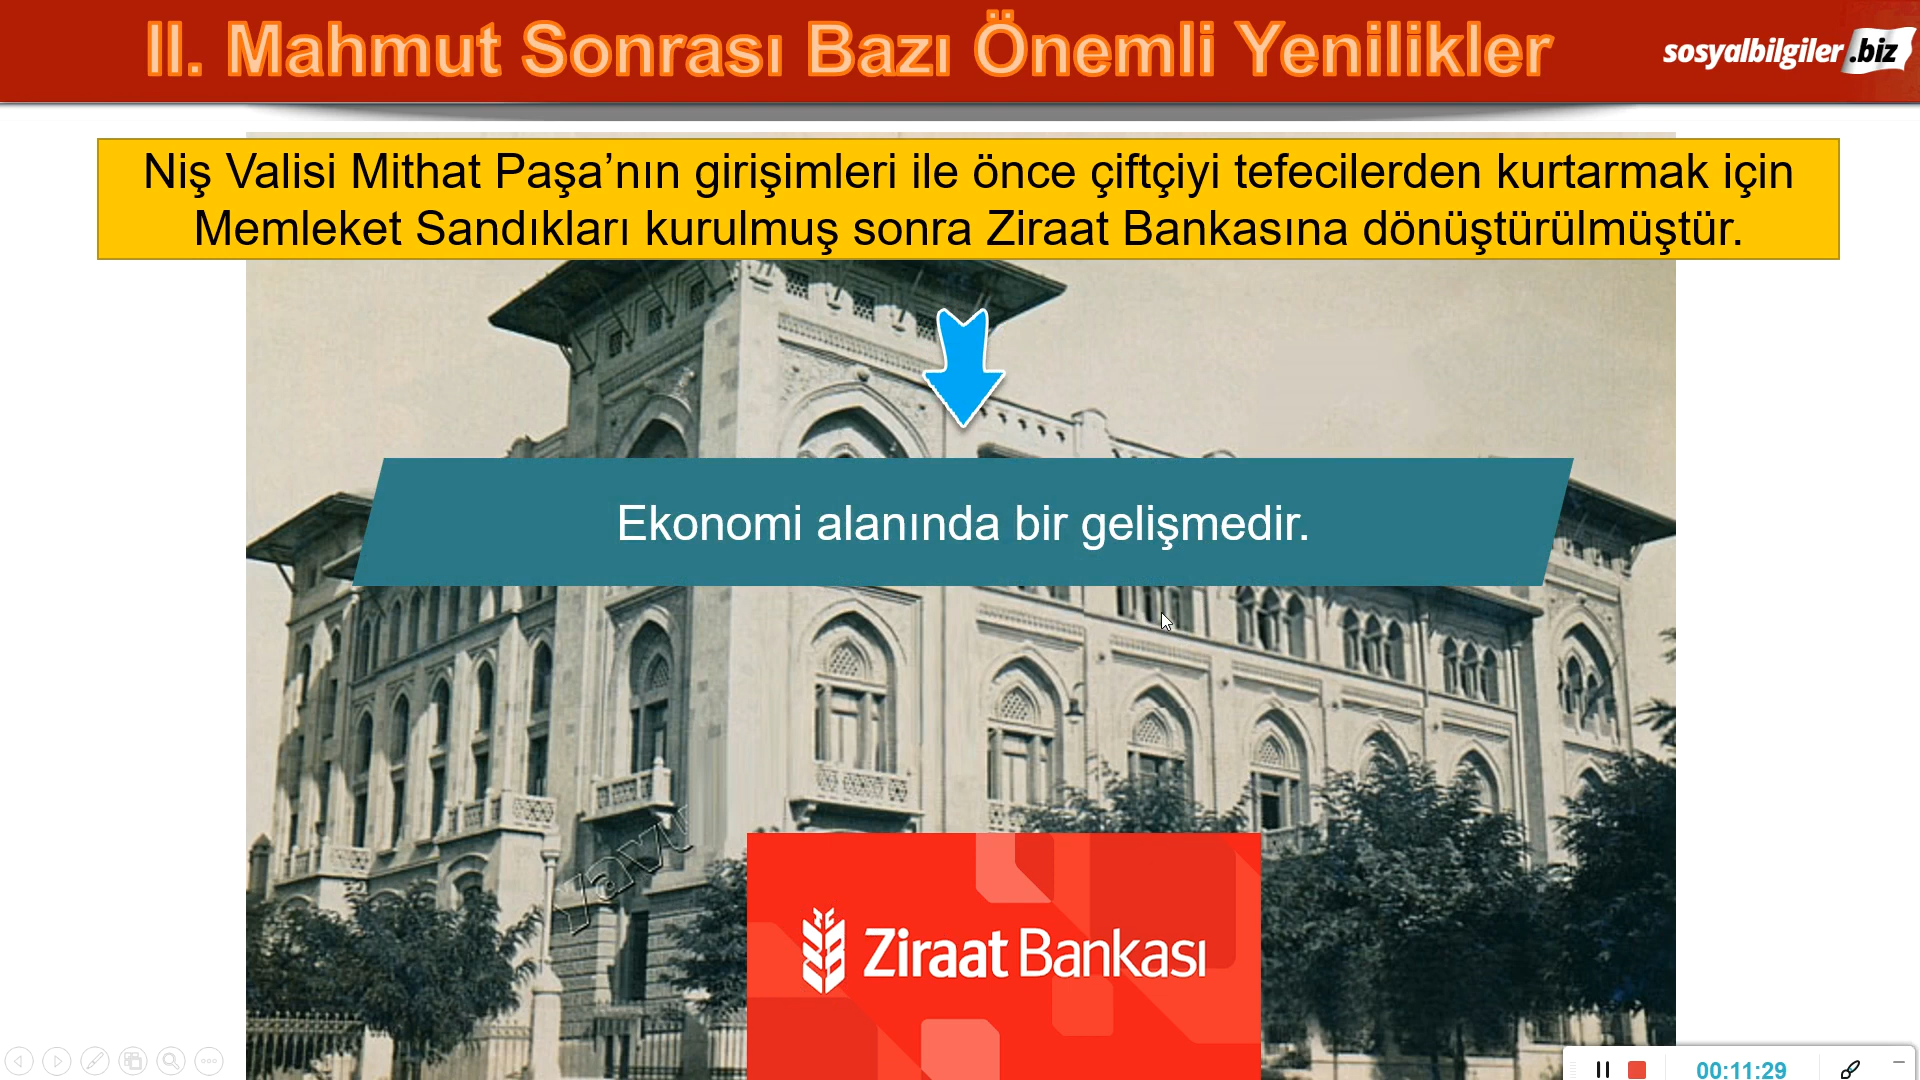 II. Mahmut Sonrası Bazı Önemli Yenilikler
sosyalbilgiler.biz
Niş Valisi Mithat Paşa’nın girişimleri ile önce çiftçiyi tefecilerden kurtarmak için
Memleket Sandıkları kurulmuş sonra Ziraat Bankasına dönüştürülmüştür.
Ekonomi alanında bir gelişmedir.
yavuz
Ziraat Bankası
00:11:29